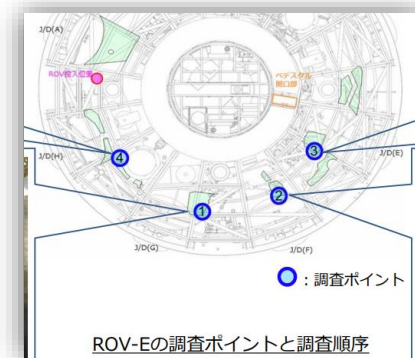 J/D(A)
ROV投入位置
ペデスタル
開口部
4
3
J/D(H)
J/D(E)
2
1
J/D(G)
J/D(F)
：調査ポイント
ROV-Eの調査ポイントと調査順序